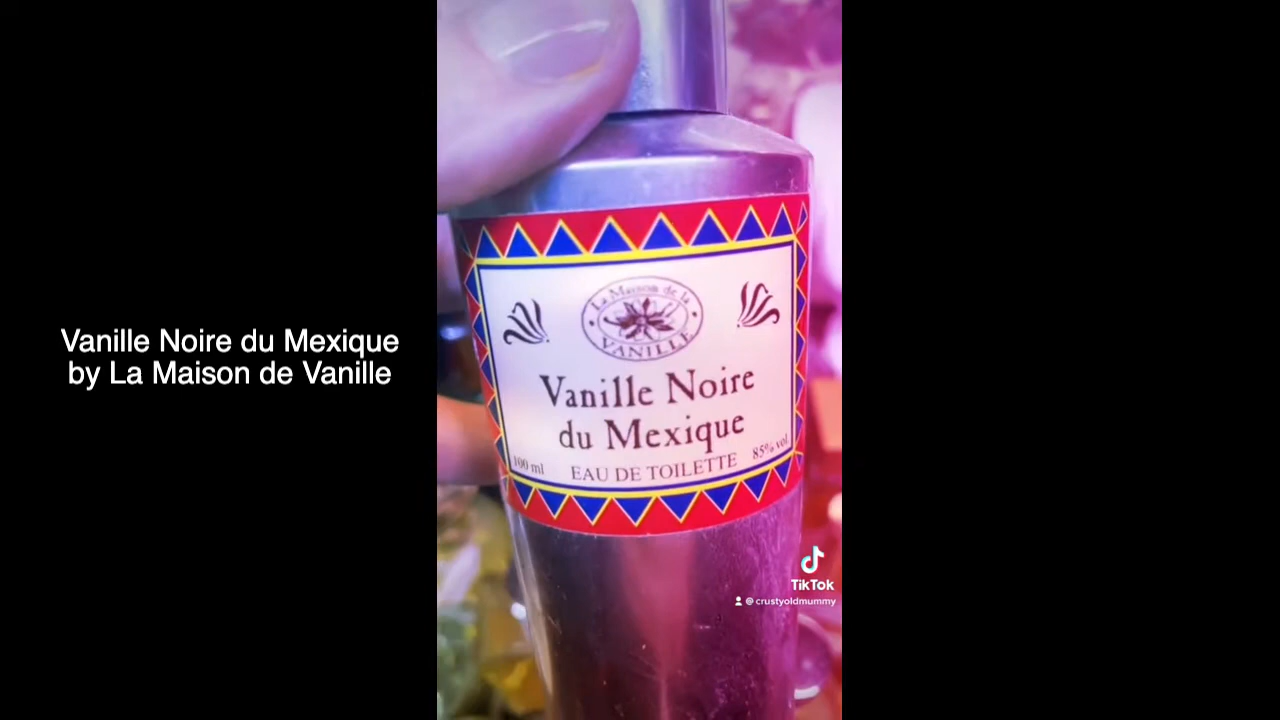 Vanille Noire du Mexique
by La Maison de Vanille
La Maison de la
VANILLE
Vanille Noire
du Mexique
100 ml EAU DE TOILETTE 85% vol.
TikTok
@crustyoldmummy